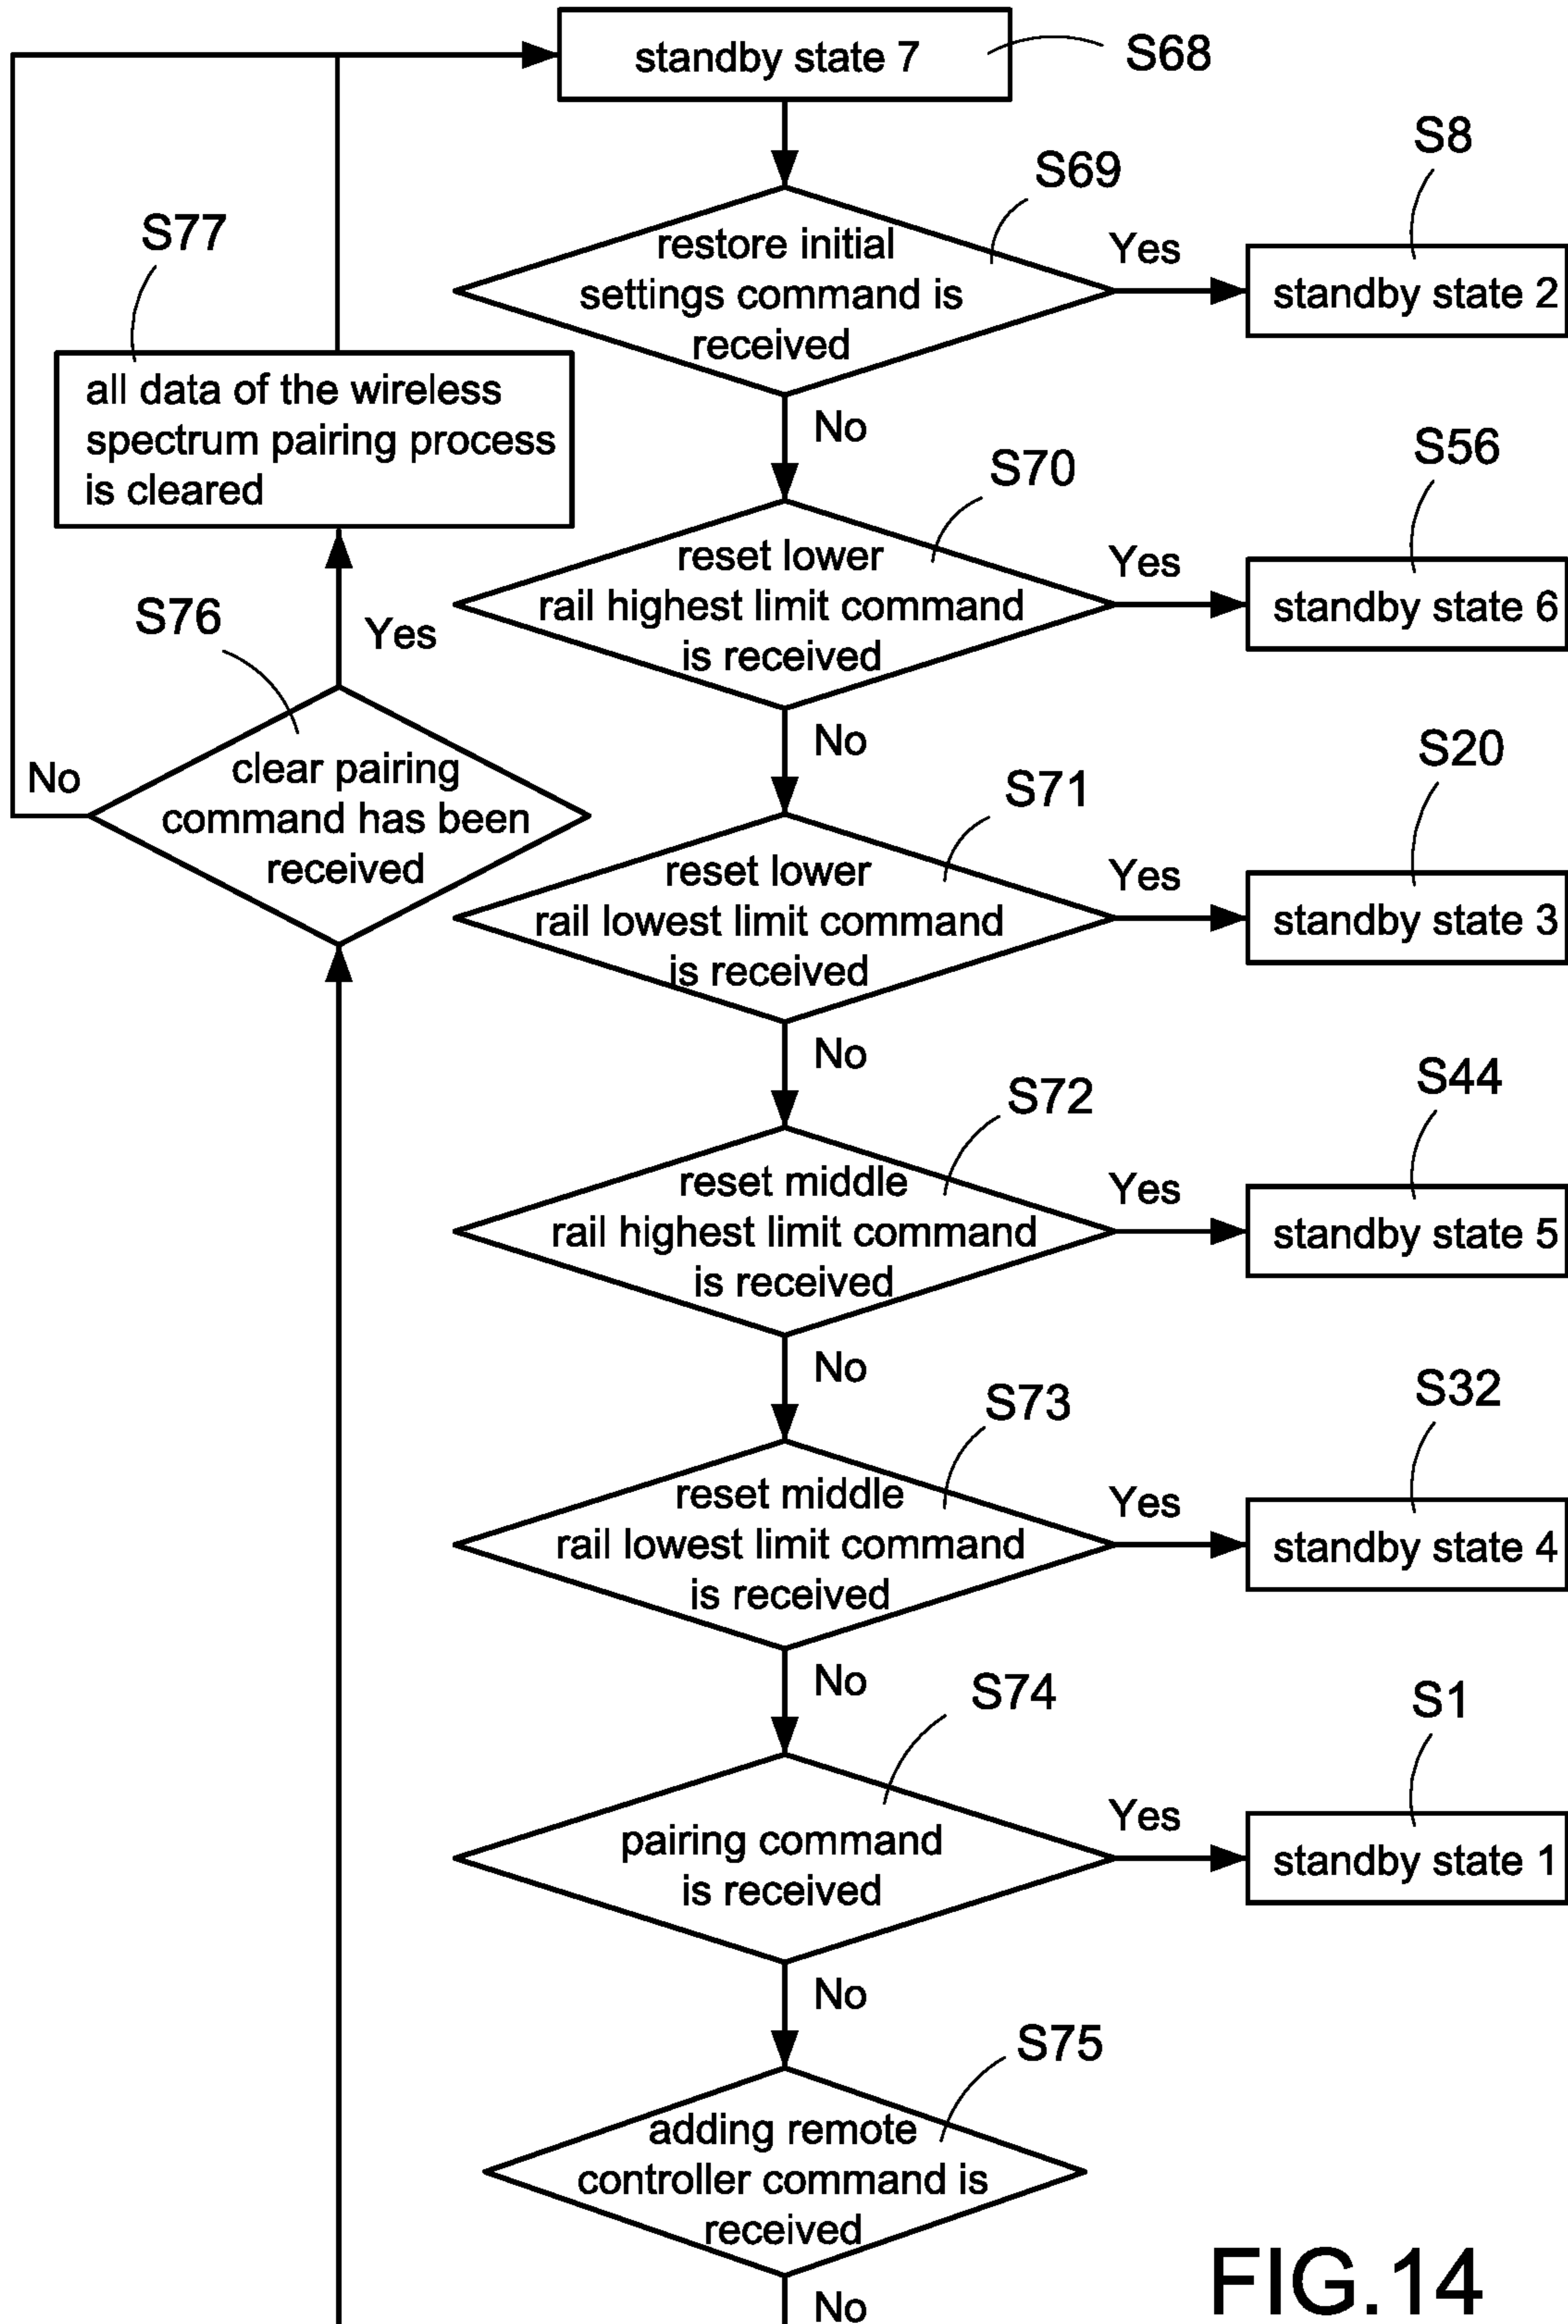 standby state 7
S68
S69
restore initial
settings command is
received
Yes
S8
standby state 2
No
S77
all data of the wireless
spectrum pairing process
is cleared
S70
reset lower
rail highest limit command
is received
Yes
S56
standby state 6
No
S76
Yes
clear pairing
command has been
received
No
S71
reset lower
rail lowest limit command
is received
Yes
S20
standby state 3
No
S72
reset middle
rail highest limit command
is received
Yes
S44
standby state 5
No
S73
reset middle
rail lowest limit command
is received
Yes
S32
standby state 4
No
S74
pairing command
is received
Yes
S1
standby state 1
No
S75
adding remote
controller command is
received
No
FIG.14